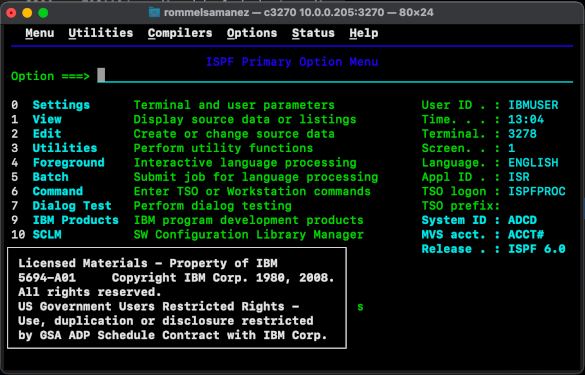 rommelsamanez — c3270 10.0.0.205:3270 — 80×24
Menu Utilities Compilers Options Status Help
ISPF Primary Option Menu
Option ===>
0 Settings Terminal and user parameters User ID . : IBMUSER
1 View Display source data or listings Time. . . : 13:04
2 Edit Create or change source data Terminal. : 3278
3 Utilities Perform utility functions Screen. . : 1
4 Foreground Interactive language processing Language. : ENGLISH
5 Batch Submit job for language processing Appl ID . : ISR
6 Command Enter TSO or Workstation commands TSO logon : ISPFPROC
7 Dialog Test Perform dialog testing TSO prefix:
9 IBM Products IBM program development products System ID : ADCD
10 SCLM SW Configuration Library Manager MVS acct. : ACCT#
Release . : ISPF 6.0
Licensed Materials - Property of IBM
5694-A01 Copyright IBM Corp. 1980, 2008.
All rights reserved.
US Government Users Restricted Rights - s
Use, duplication or disclosure restricted
by GSA ADP Schedule Contract with IBM Corp.